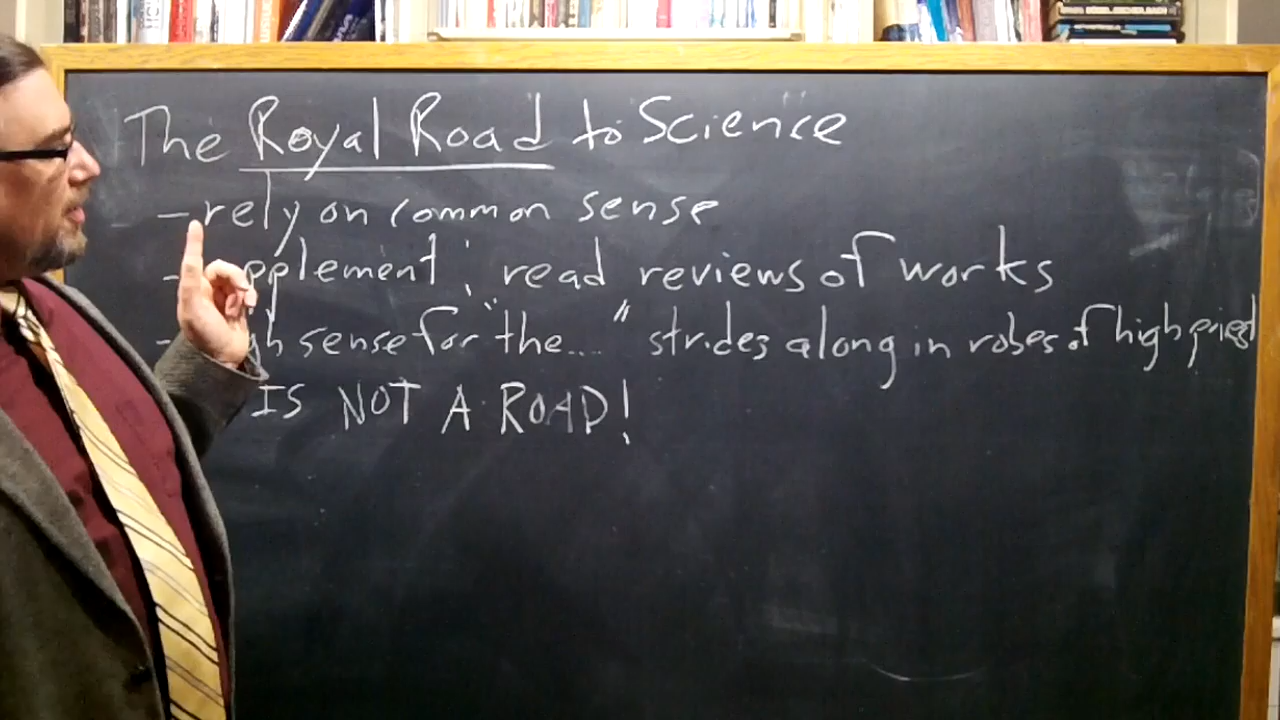 The Royal Road to Science
- rely on common sense
- pplement: read reviews of works
- gh sense for "the...." strides along in robes of high priest
IS NOT A ROAD!